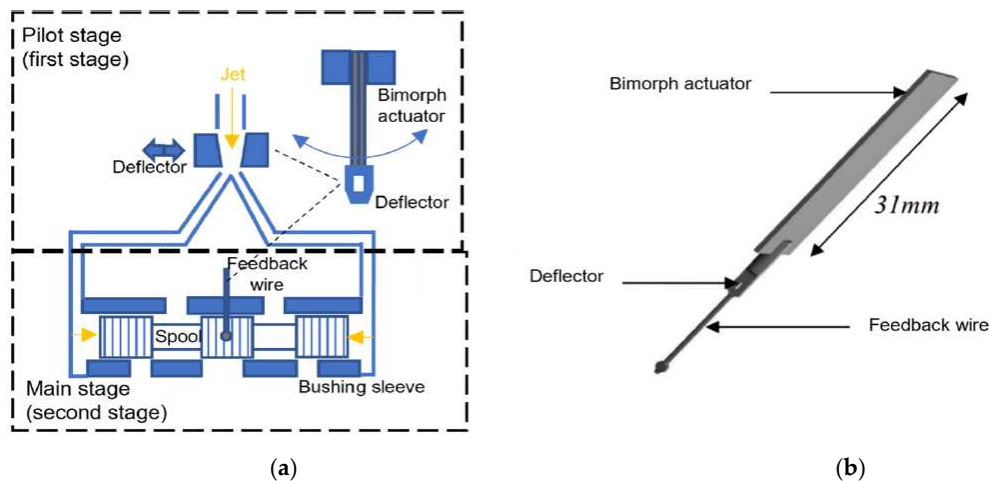 Pilot stage
(first stage)
Jet
Bimorph
actuator
Deflector
Deflector
Feedback
wire
Spool
Bushing sleeve
Main stage
(second stage)
(a)
Bimorph actuator
31mm
Deflector
Feedback wire
(b)